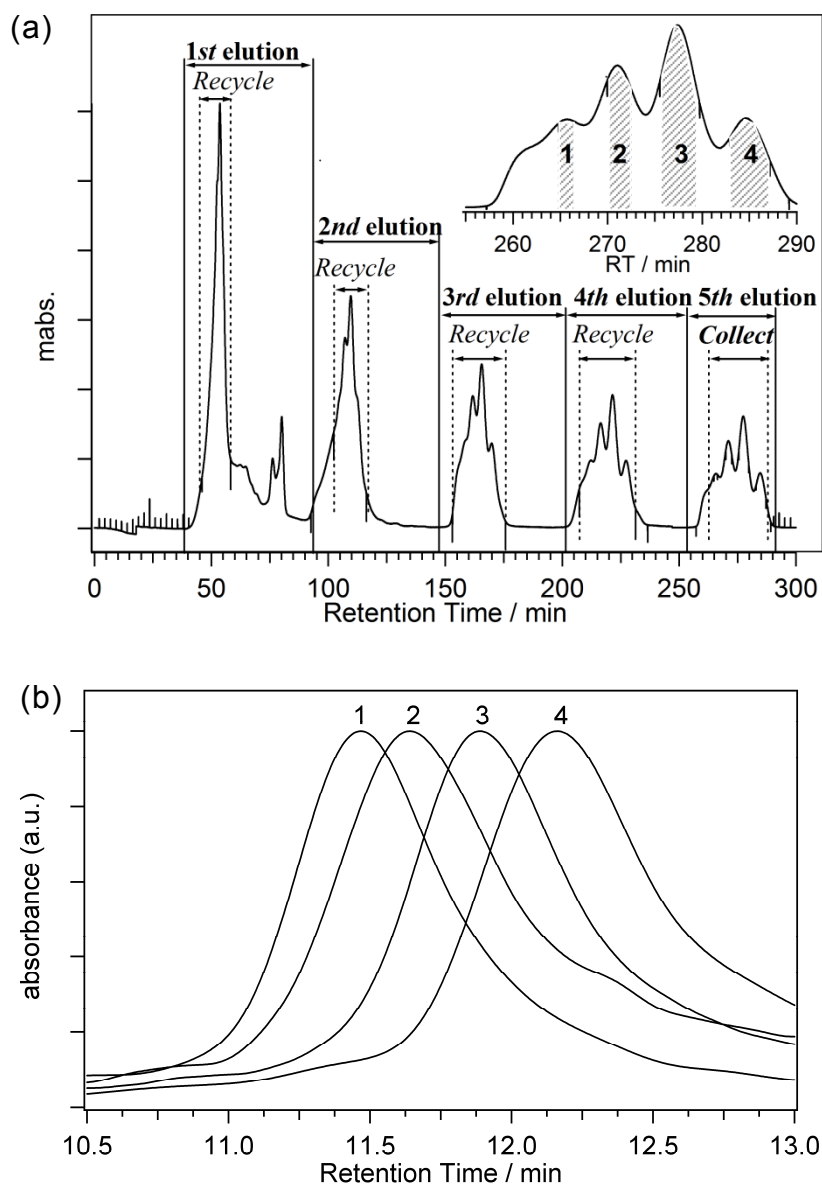 (a)
1st elution
Recycle
2nd elution
Recycle
3rd elution 4th elution 5th elution
Recycle Recycle Collect
1 2 3 4
260 270 280 290
RT / min
mabs.
0 50 100 150 200 250 300
Retention Time / min
(b)
1 2 3 4
absorbance (a.u.)
10.5 11.0 11.5 12.0 12.5 13.0
Retention Time / min